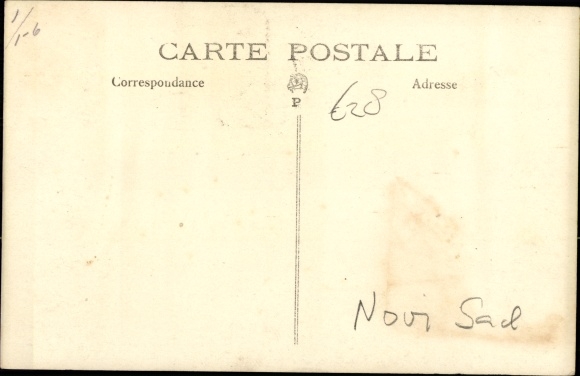 1/1-6
CARTE POSTALE
Correspondance
Adresse
P
€28
Novi Sad